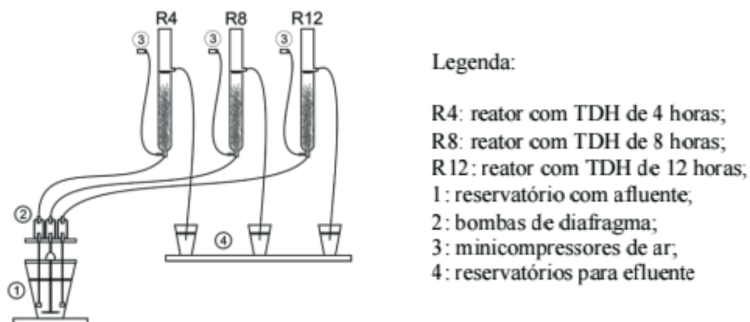 R4 R8 R12
3 3 3
2
4
1
Legenda:
R4: reator com TDH de 4 horas;
R8: reator com TDH de 8 horas;
R12: reator com TDH de 12 horas;
1: reservatório com afluente;
2: bombas de diafragma;
3: minicompressores de ar;
4: reservatórios para efluente